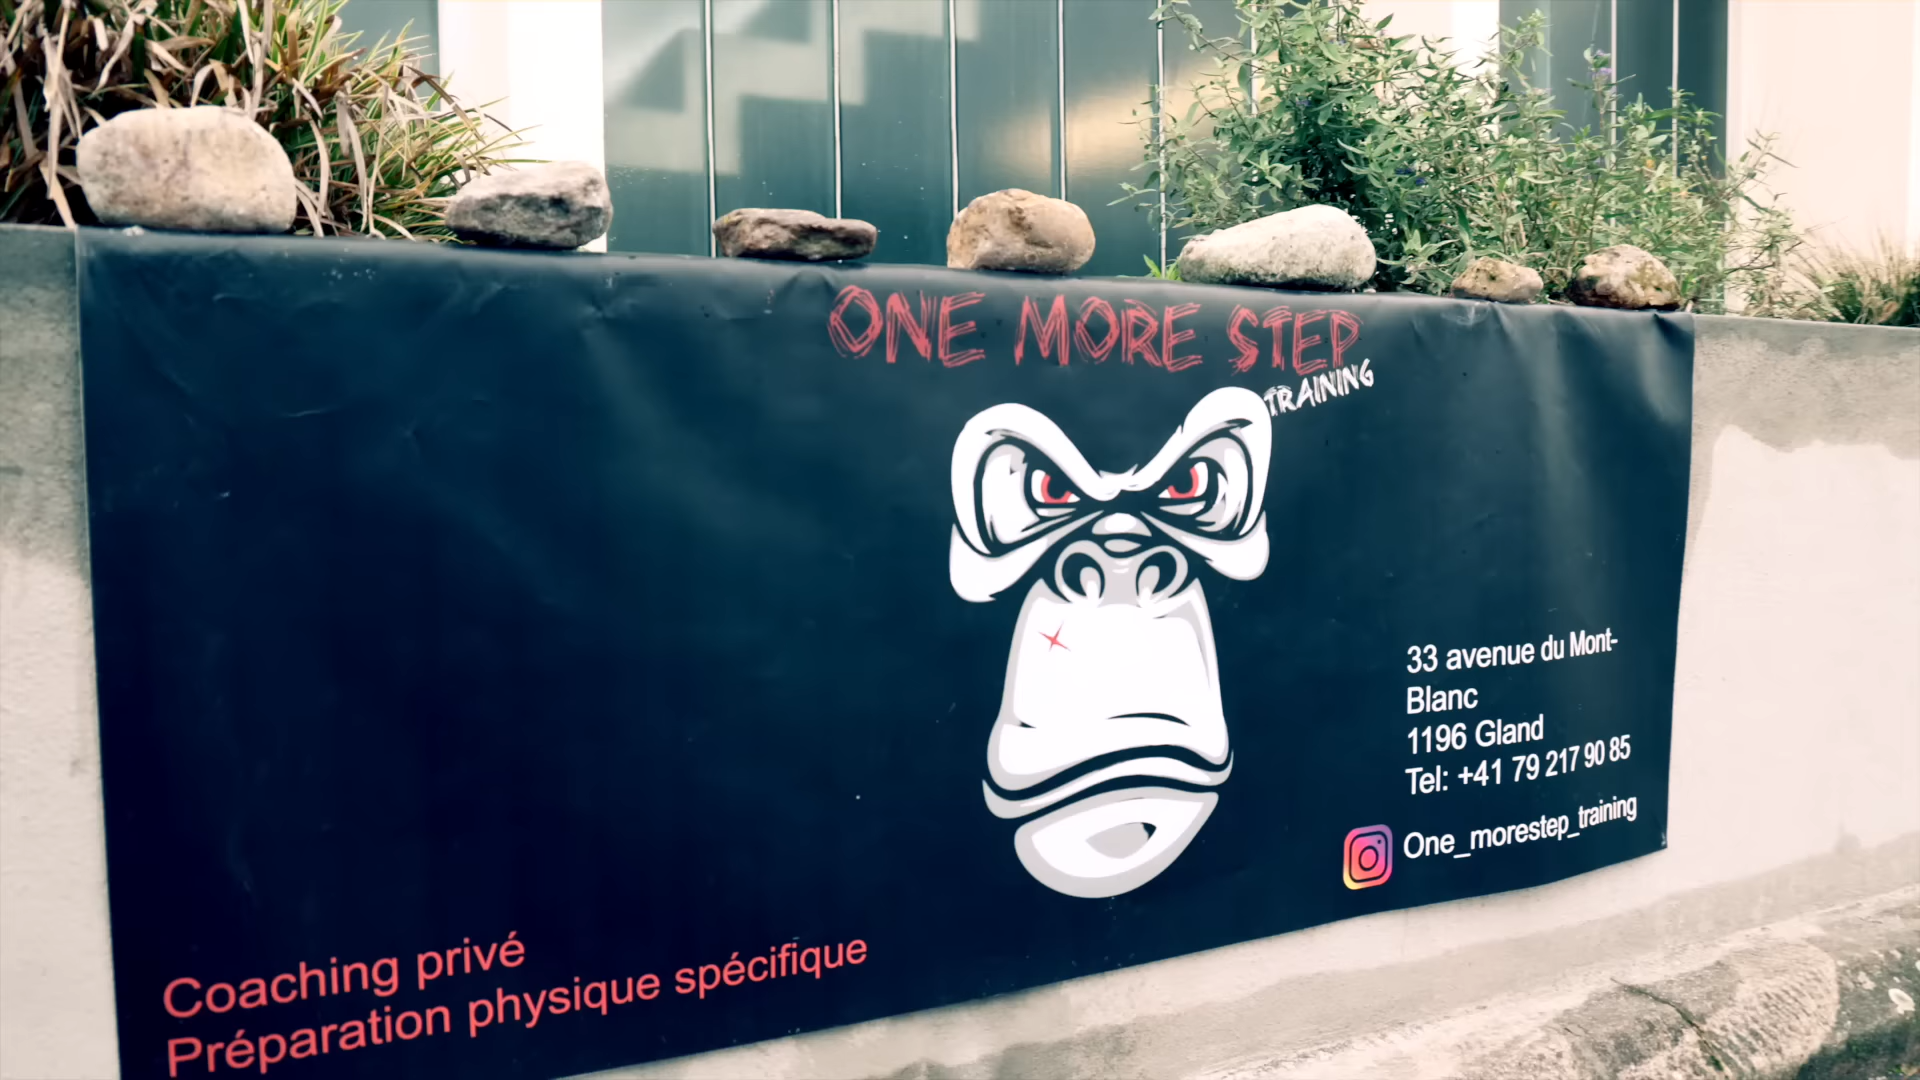 ONE MORE STEP
TRAINING
33 avenue du Mont-
Blanc
1196 Gland
Tel: +41 79 217 90 85
One_morestep_training
Coaching privé
Préparation physique spécifique